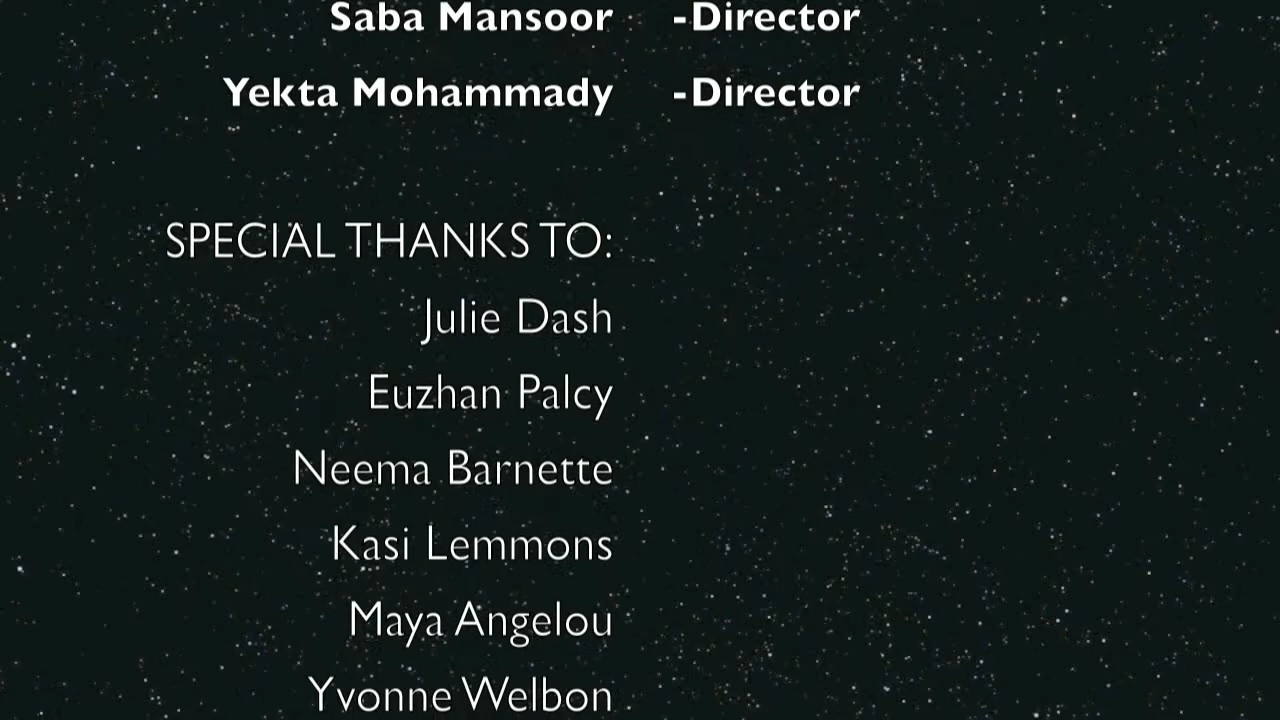 Saba Mansoor -Director
Yekta Mohammady -Director
SPECIAL THANKS TO:
Julie Dash
Euzhan Palcy
Neema Barnette
Kasi Lemmons
Maya Angelou
Yvonne Welbon